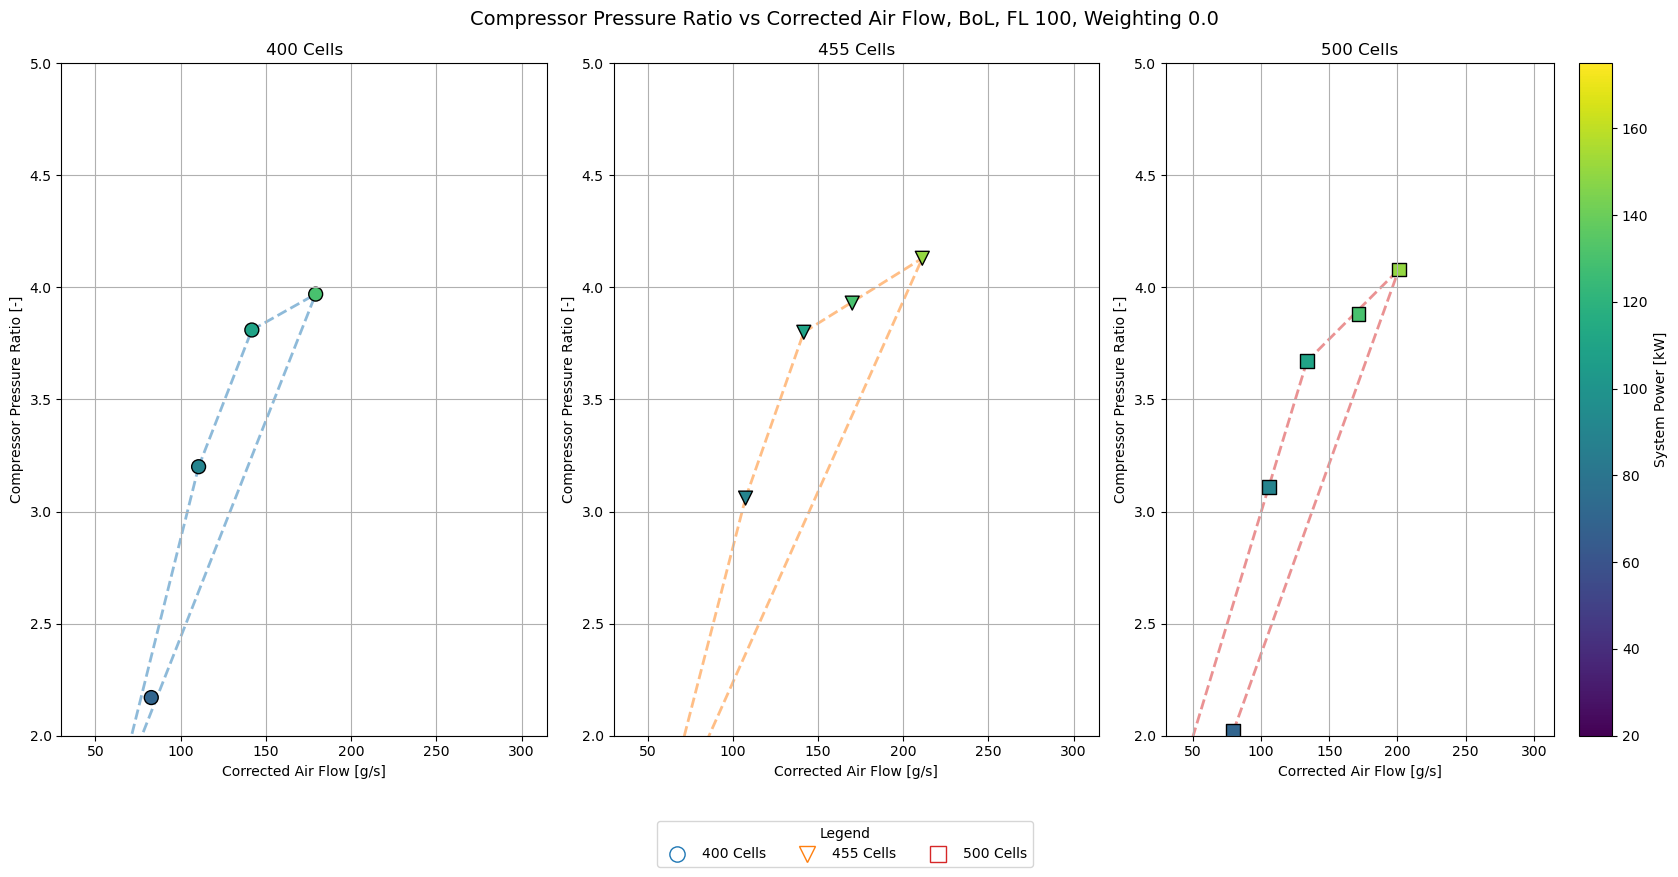 Compressor Pressure Ratio vs Corrected Air Flow, BoL, FL 100, Weighting 0.0
400 Cells
5.0
4.5
4.0
3.5
3.0
2.5
2.0
Compressor Pressure Ratio [-]
50 100 150 200 250 300
Corrected Air Flow [g/s]
455 Cells
5.0
4.5
4.0
3.5
3.0
2.5
2.0
Compressor Pressure Ratio [-]
50 100 150 200 250 300
Corrected Air Flow [g/s]
500 Cells
5.0
4.5
4.0
3.5
3.0
2.5
2.0
Compressor Pressure Ratio [-]
50 100 150 200 250 300
Corrected Air Flow [g/s]
160
140
120
100
80
60
40
20
System Power [kW]
Legend
400 Cells 455 Cells 500 Cells